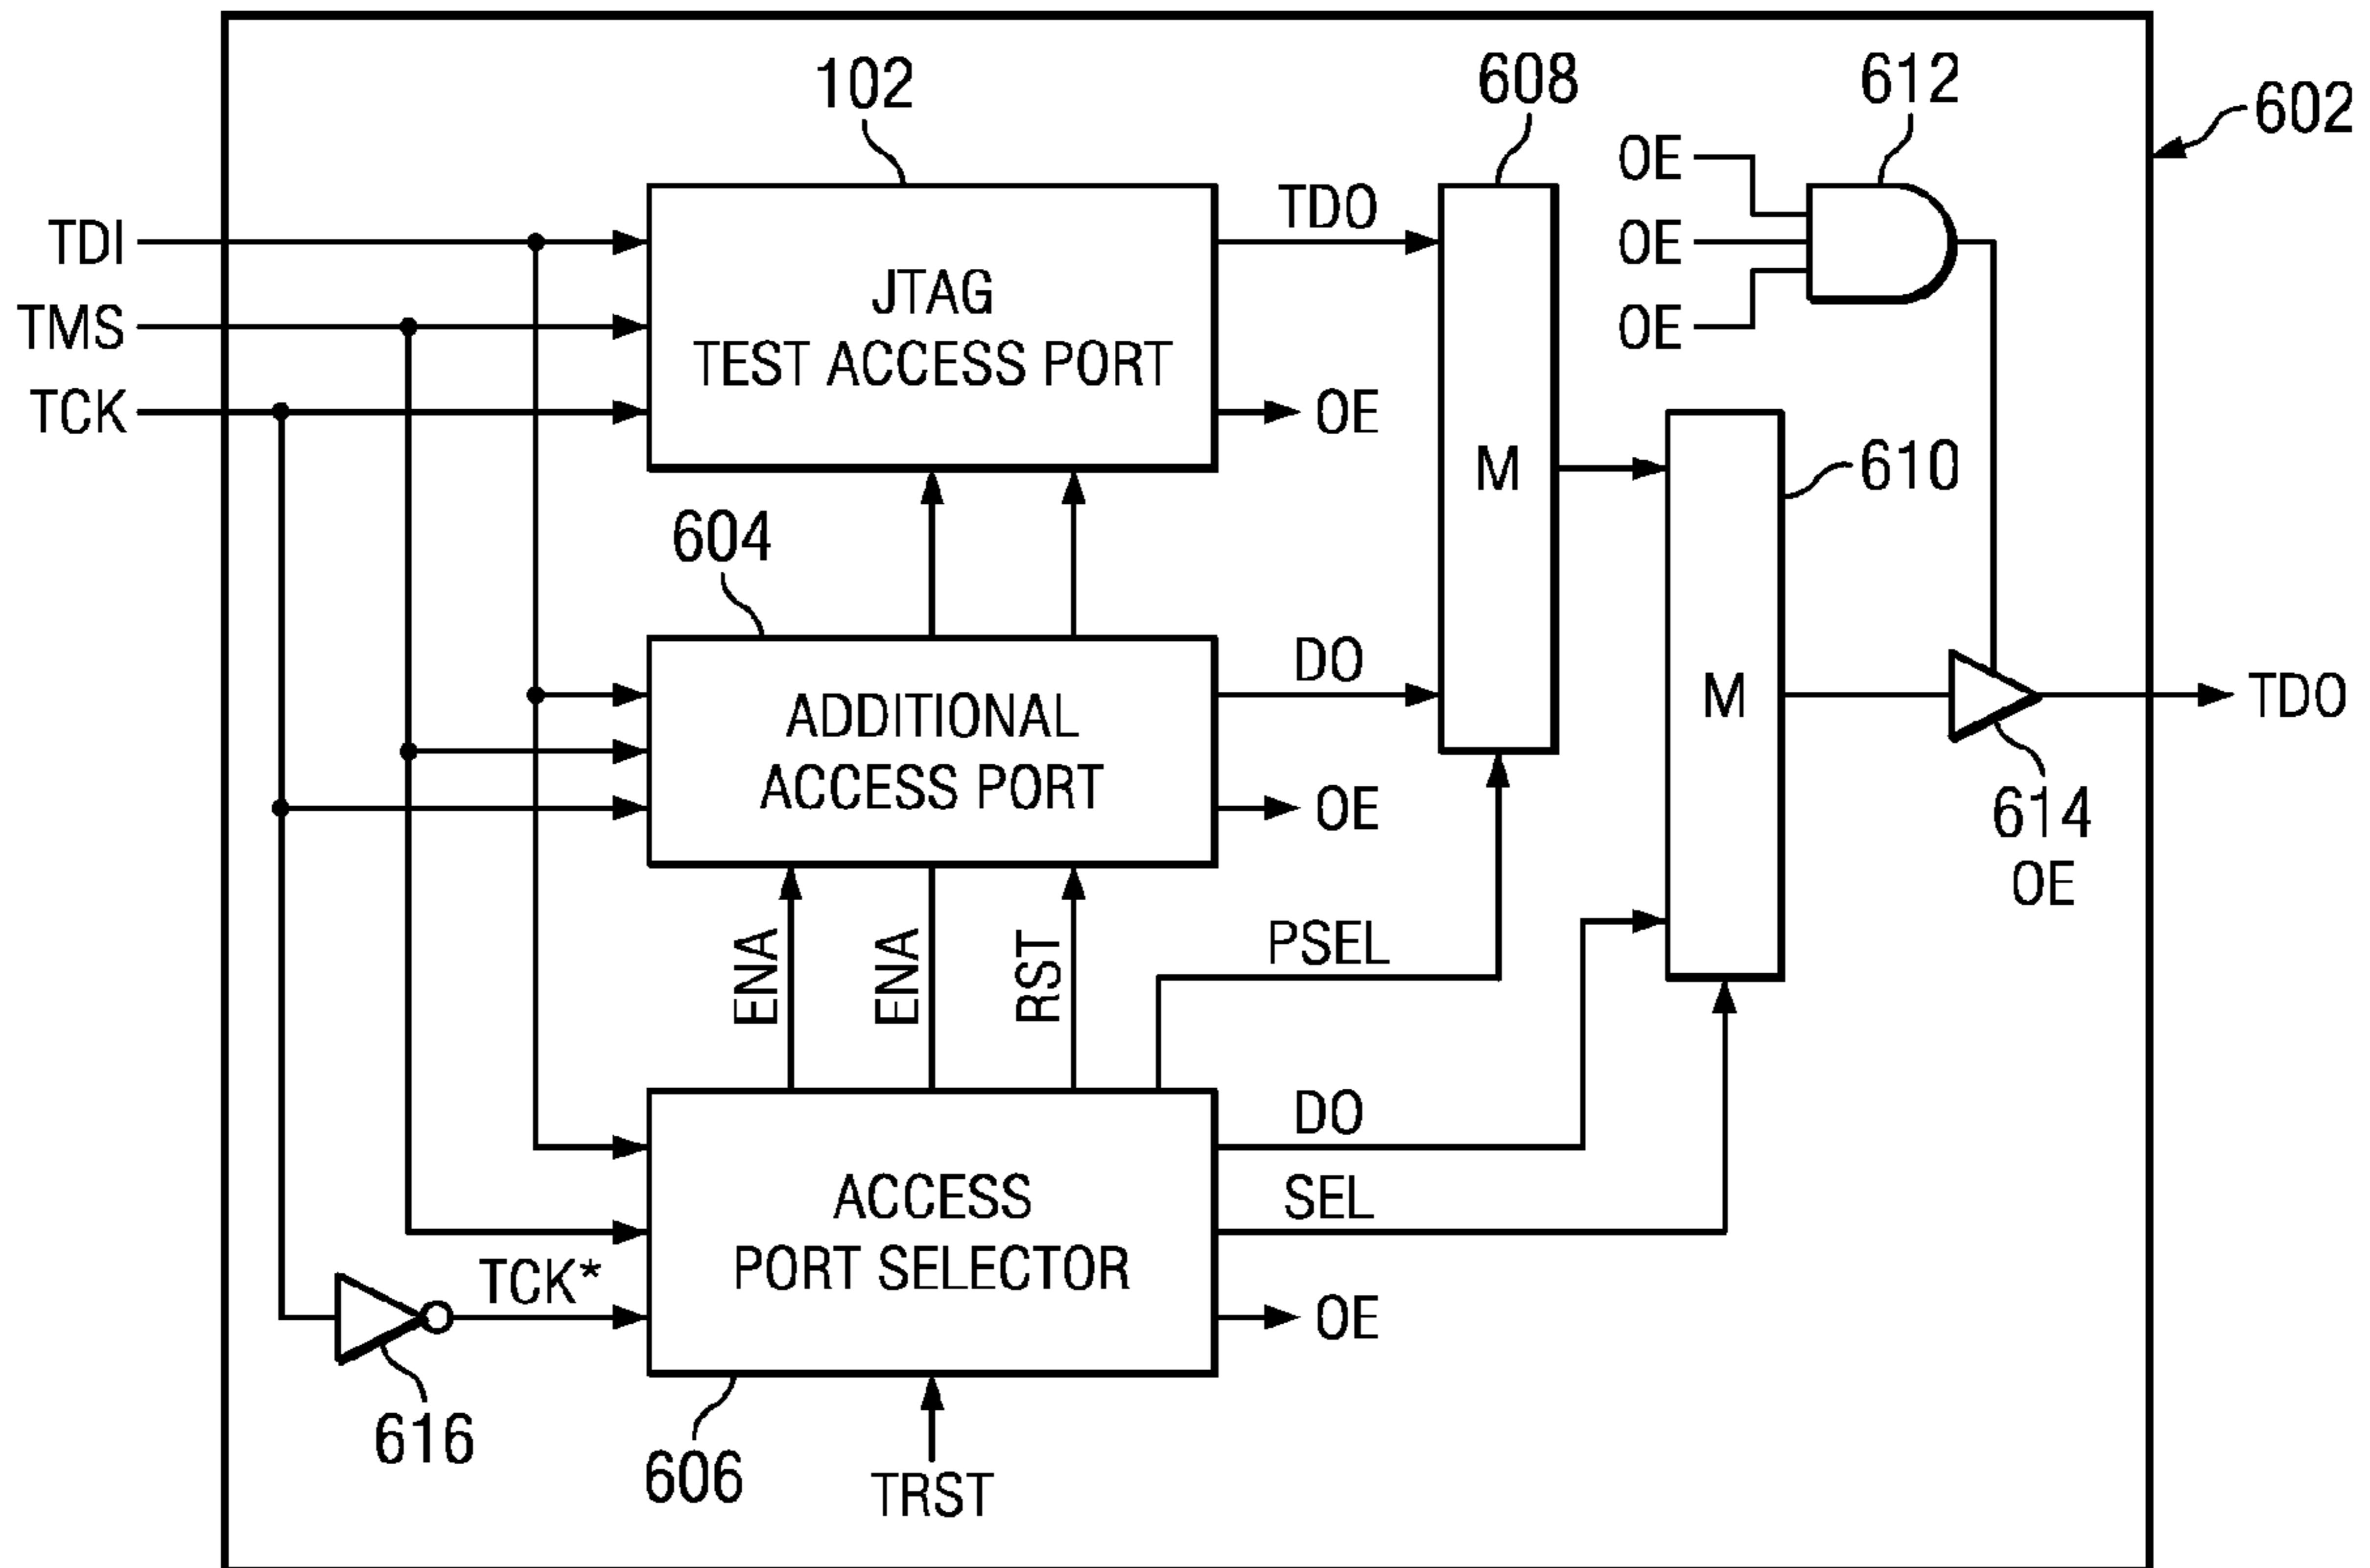 102
608
612
602
OE
OE
OE
TDI
TMS
TCK
JTAG
TEST ACCESS PORT
TDO
OE
M
610
604
ADDITIONAL
ACCESS PORT
DO
OE
M
TDO
614
OE
ENA
ENA
RST
PSEL
DO
SEL
ACCESS
PORT SELECTOR
TCK*
OE
616
606
TRST